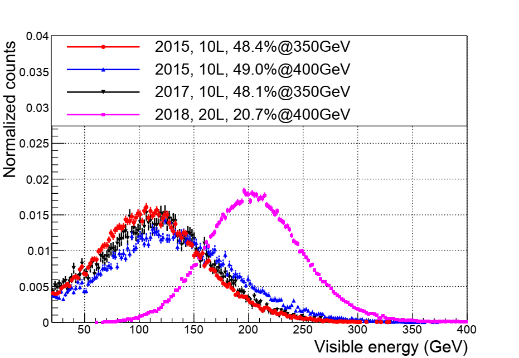 Normalized counts
0.04
0.035
0.03
0.025
0.02
0.015
0.01
0.005
0
2015, 10L, 48.4%@350GeV
2015, 10L, 49.0%@400GeV
2017, 10L, 48.1%@350GeV
2018, 20L, 20.7%@400GeV
50 100 150 200 250 300 350 400
Visible energy (GeV)